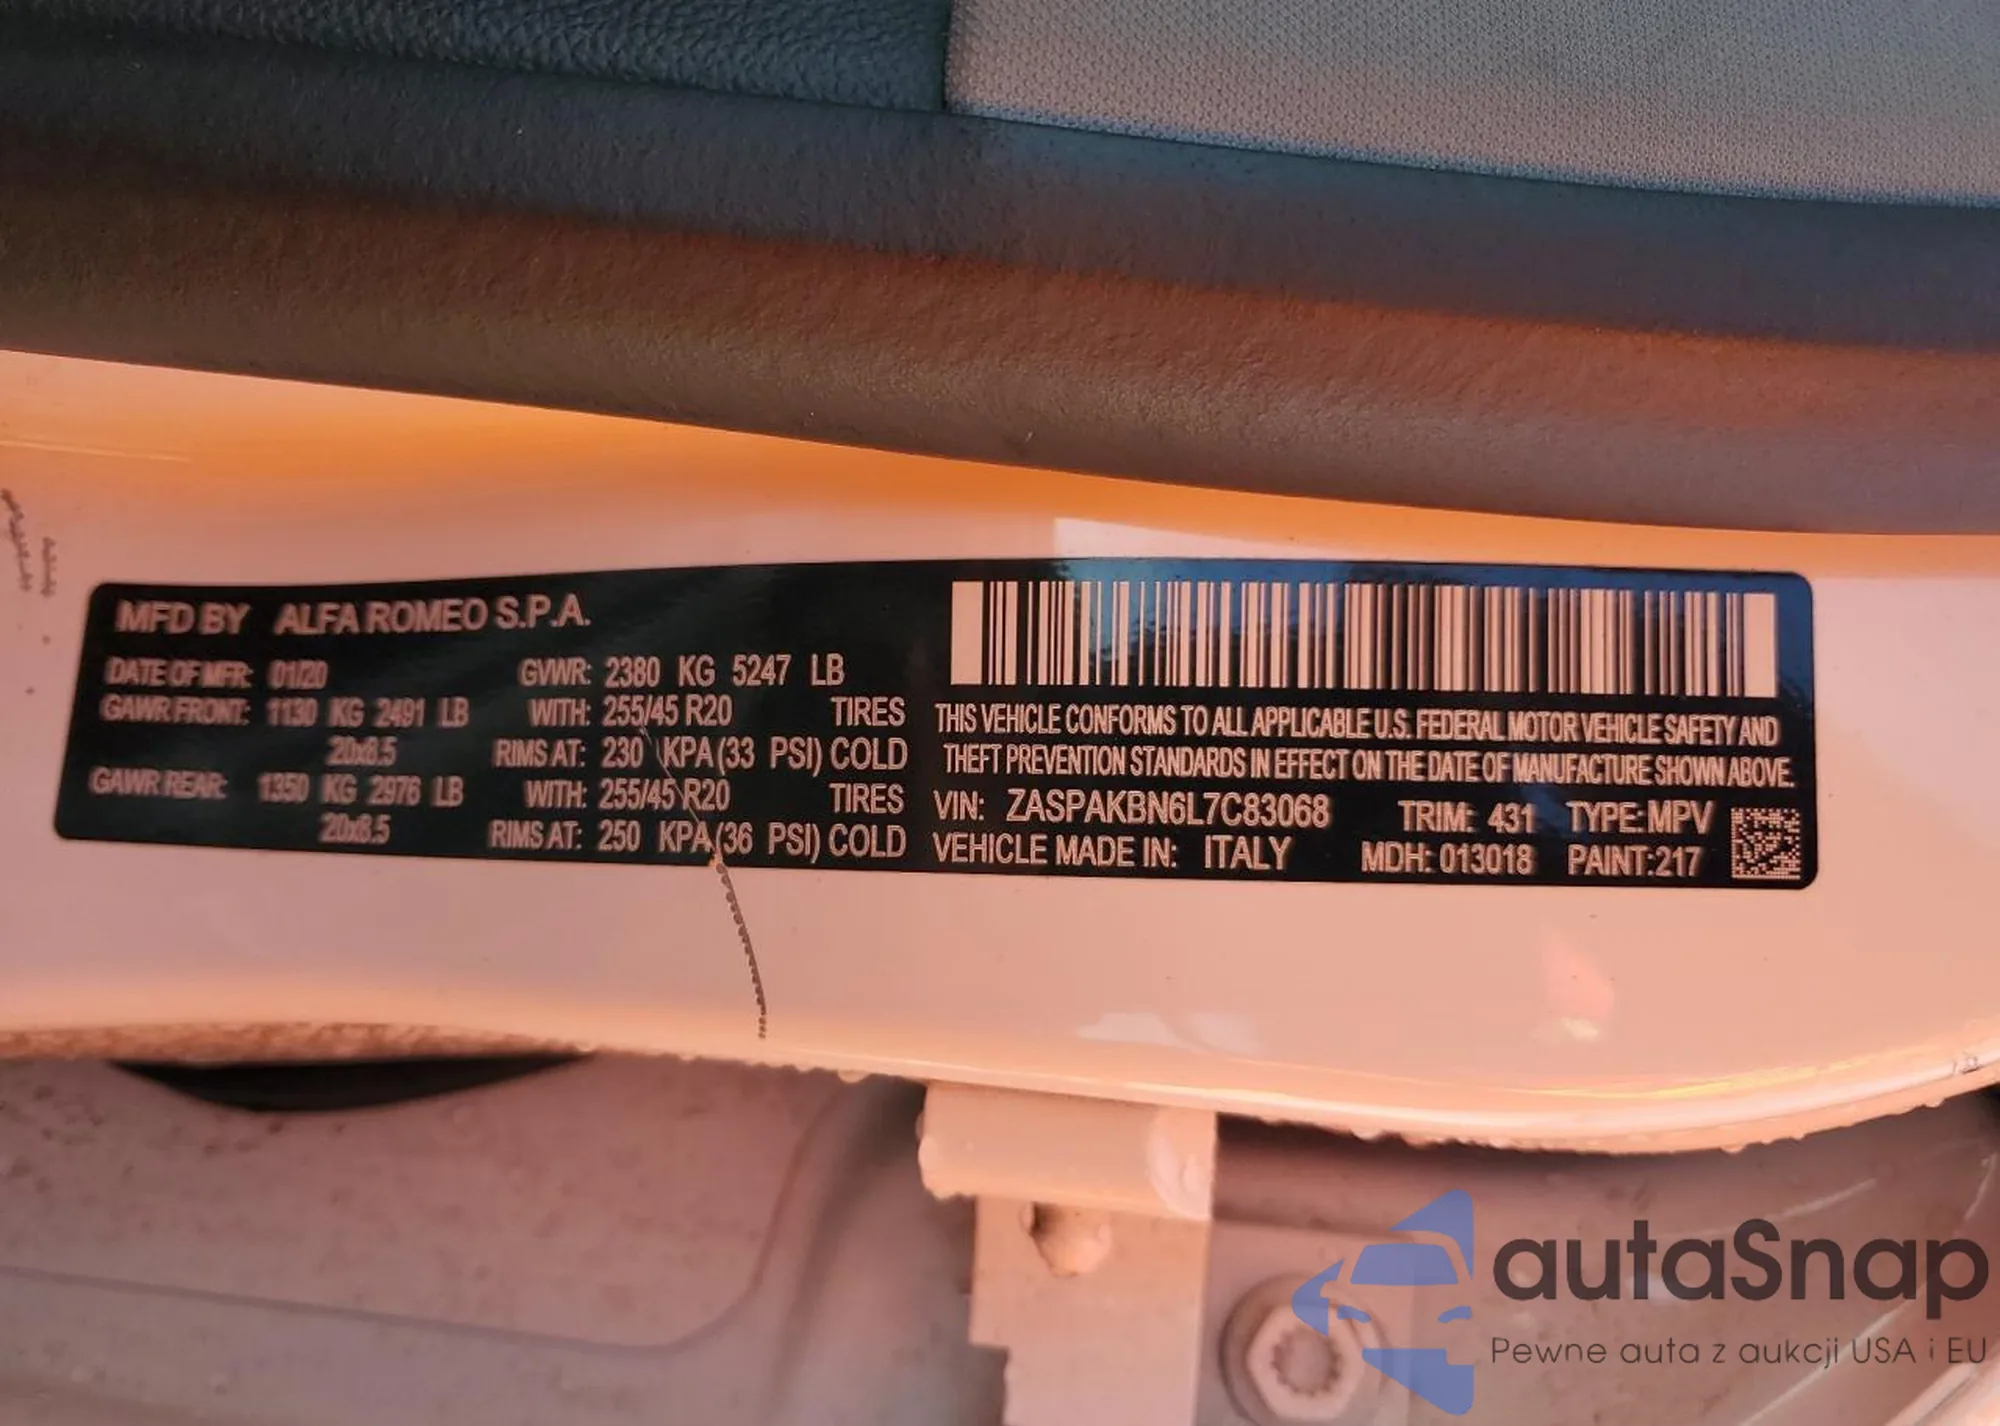 MFD BY ALFA ROMEO S.P.A.
DATE OF MFR: 01/20 GVWR: 2380 KG 5247 LB
GAWR FRONT: 1130 KG 2491 LB WITH: 255/45 R20 TIRES
20x8.5 RIMS AT: 230 KPA (33 PSI) COLD
GAWR REAR: 1350 KG 2976 LB WITH: 255/45 R20 TIRES
20x8.5 RIMS AT: 250 KPA (36 PSI) COLD
THIS VEHICLE CONFORMS TO ALL APPLICABLE U.S. FEDERAL MOTOR VEHICLE SAFETY AND
THEFT PREVENTION STANDARDS IN EFFECT ON THE DATE OF MANUFACTURE SHOWN ABOVE.
VIN: ZASPAKBN6L7C83068 TRIM: 431 TYPE: MPV
VEHICLE MADE IN: ITALY MDH: 013018 PAINT: 217
autaSnap
Pewne auta z aukcji USA i EU